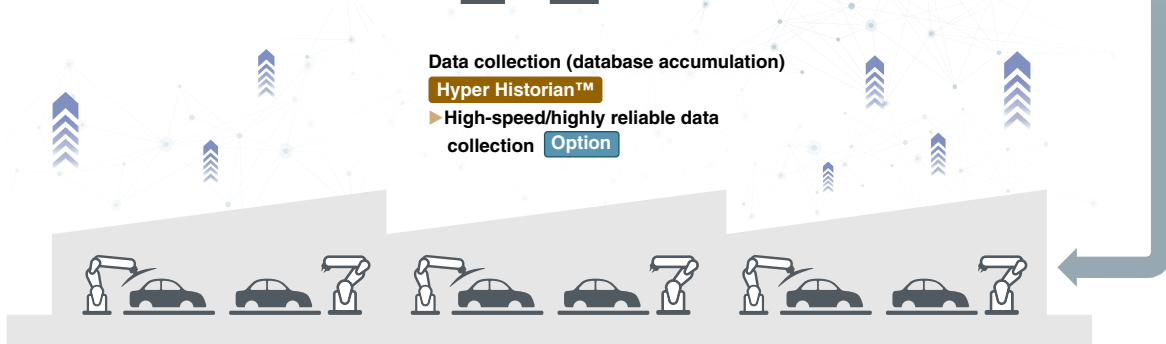 Data collection (database accumulation)
Hyper Historian™
▶High-speed/highly reliable data
collection Option